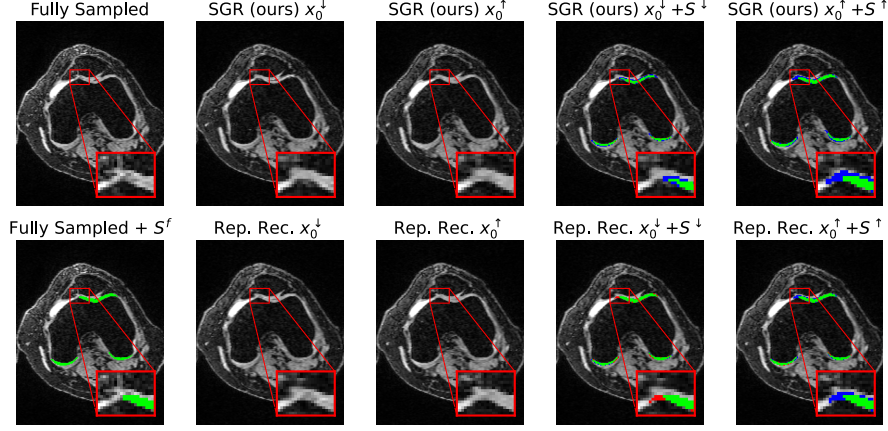 Fully Sampled
SGR (ours) x₀↓
SGR (ours) x₀↑
SGR (ours) x₀↓ +S↓
SGR (ours) x₀↑ +S↑
Fully Sampled + Sᶠ
Rep. Rec. x₀↓
Rep. Rec. x₀↑
Rep. Rec. x₀↓ +S↓
Rep. Rec. x₀↑ +S↑